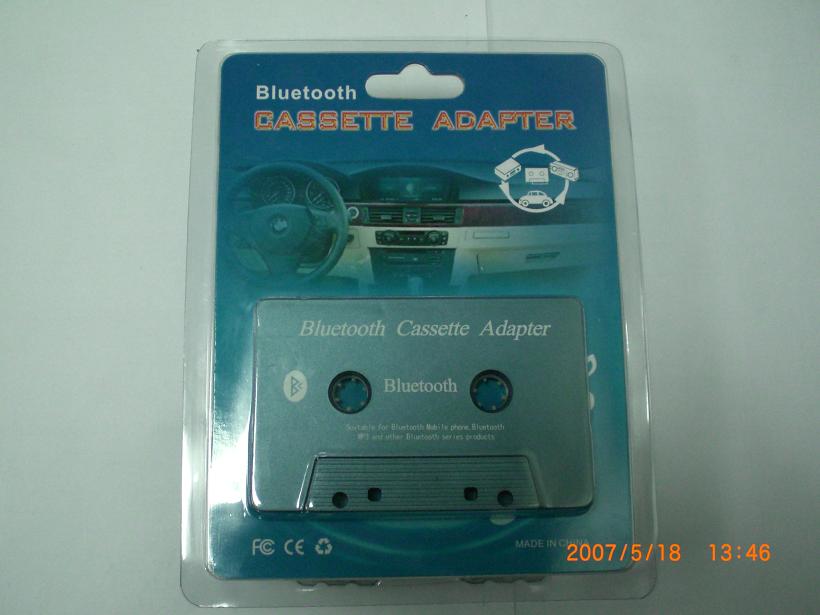 Bluetooth
CASSETTE ADAPTER
Bluetooth Cassette Adapter
Bluetooth
Suitable for Bluetooth Mobile phone,Bluetooth
MP3 and other Bluetooth series products
FC CE
MADE IN CHINA
2007/5/18 13:46